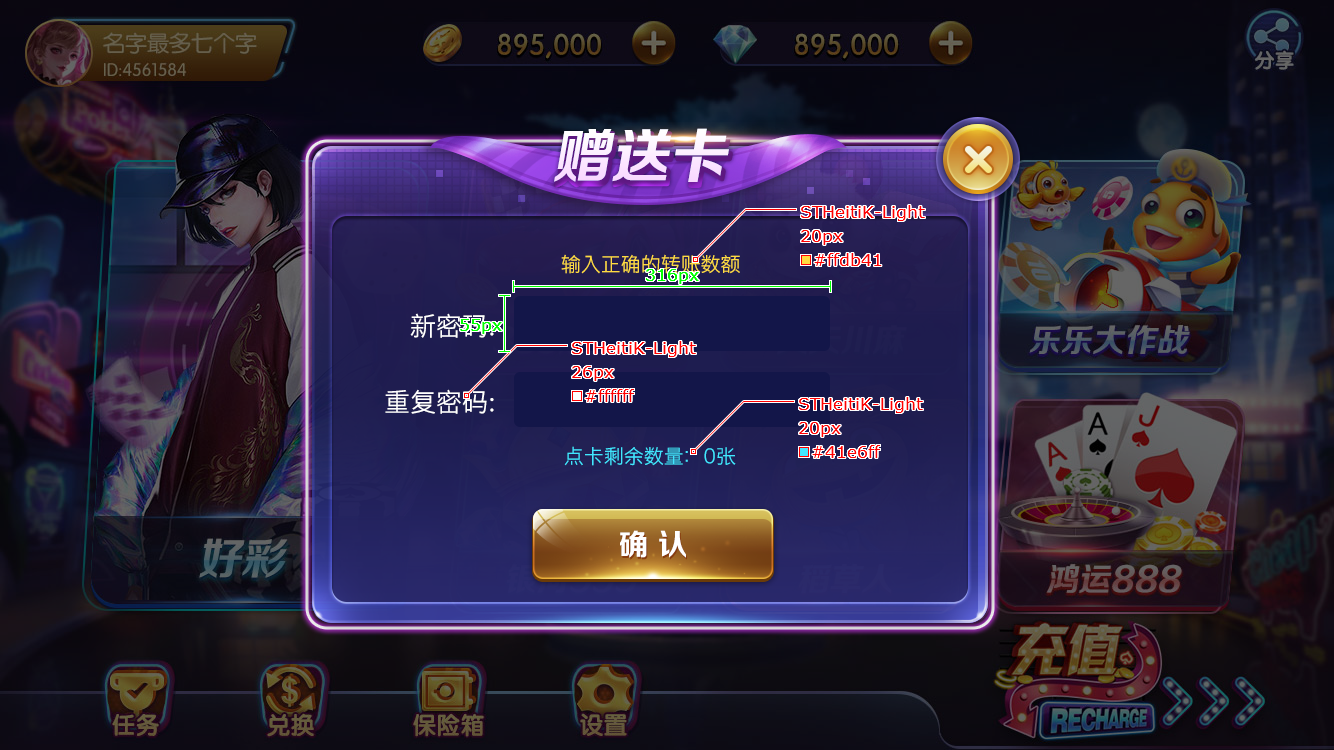 名字最多七个字
ID:4561584
895,000
895,000
分享
赠送卡
STHeitiK-Light
20px
#ffdb41
输入正确的转账数额
316px
新密码:
55px
STHeitiK-Light
26px
#ffffff
重复密码:
STHeitiK-Light
20px
#41e6ff
点卡剩余数量: 0张
确认
好彩
乐乐大作战
A
A
J
鸿运888
充值
RECHARGE
任务
兑换
保险箱
设置